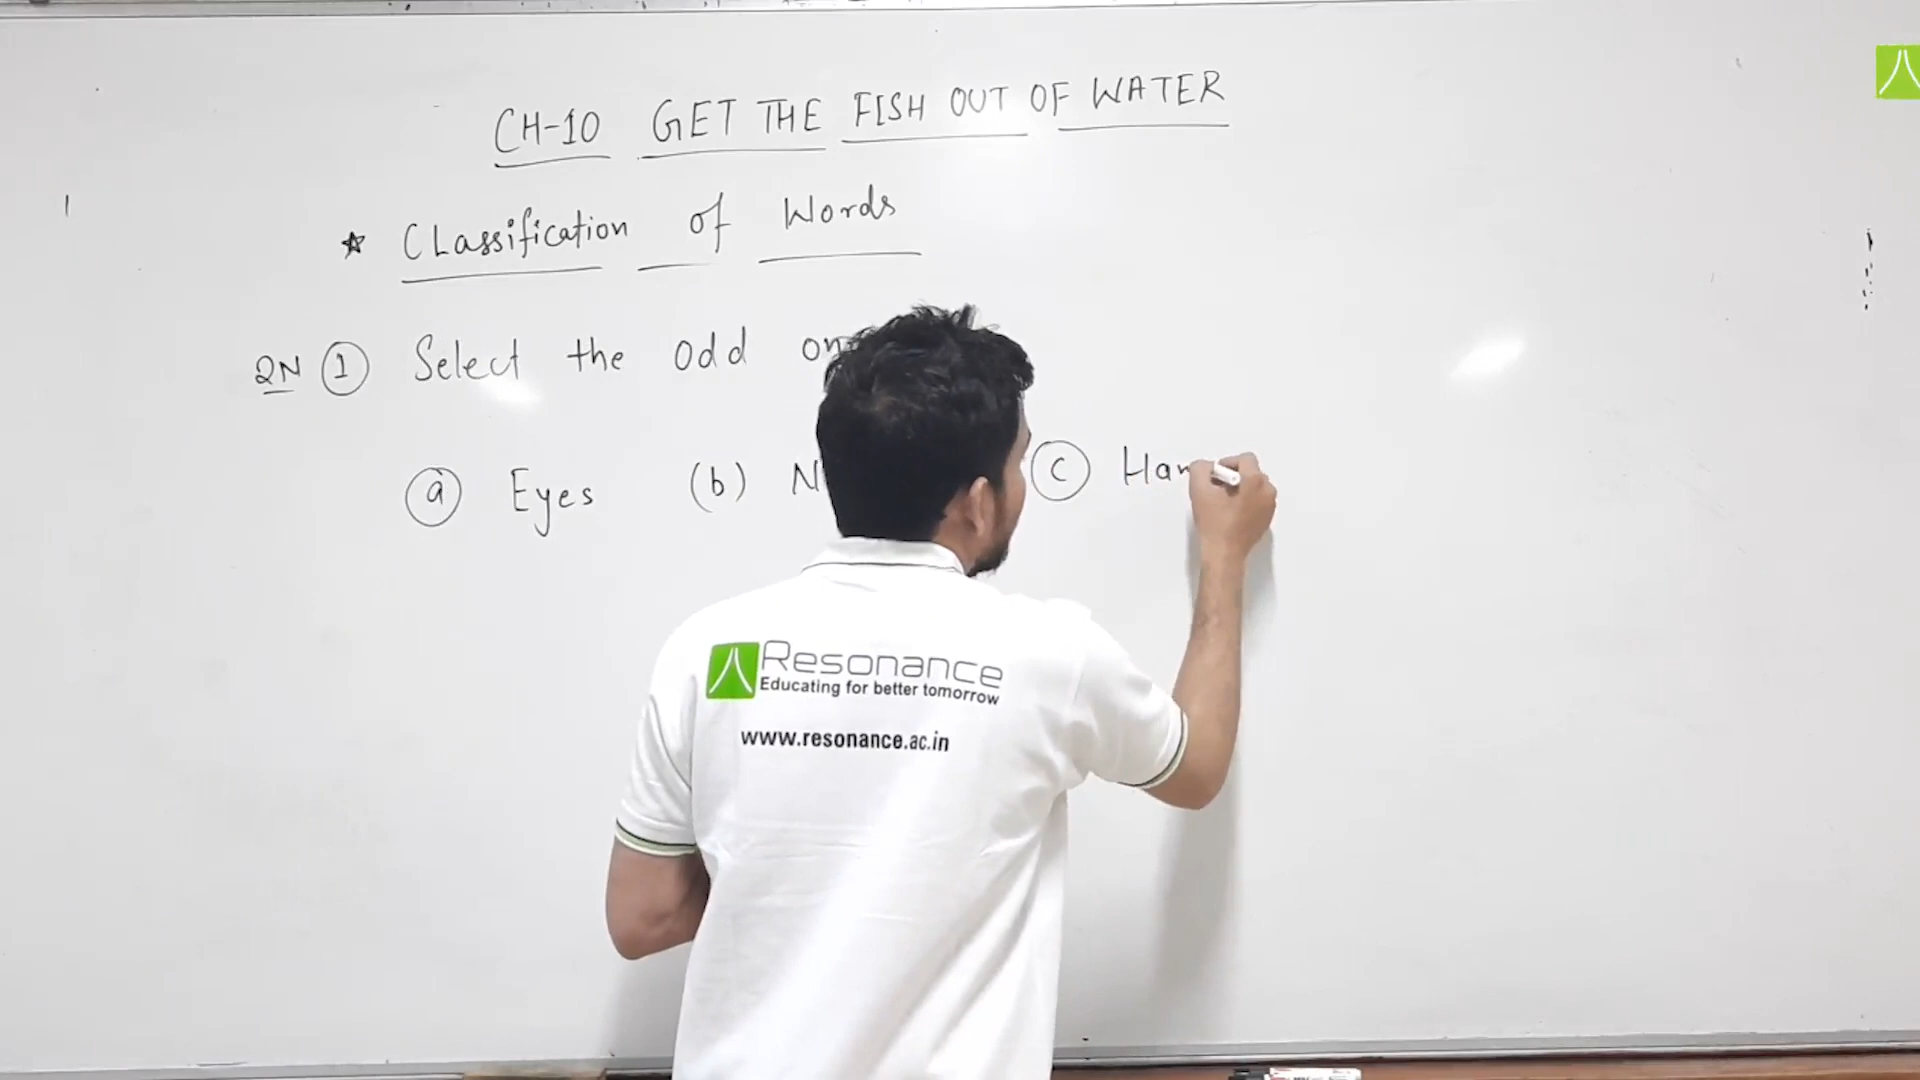 CH-10 GET THE FISH OUT OF WATER
★ CLassification of Words
QN ① Select the odd
ⓐ Eyes (b) ⓒ
Resonance
Educating for better tomorrow
www.resonance.ac.in